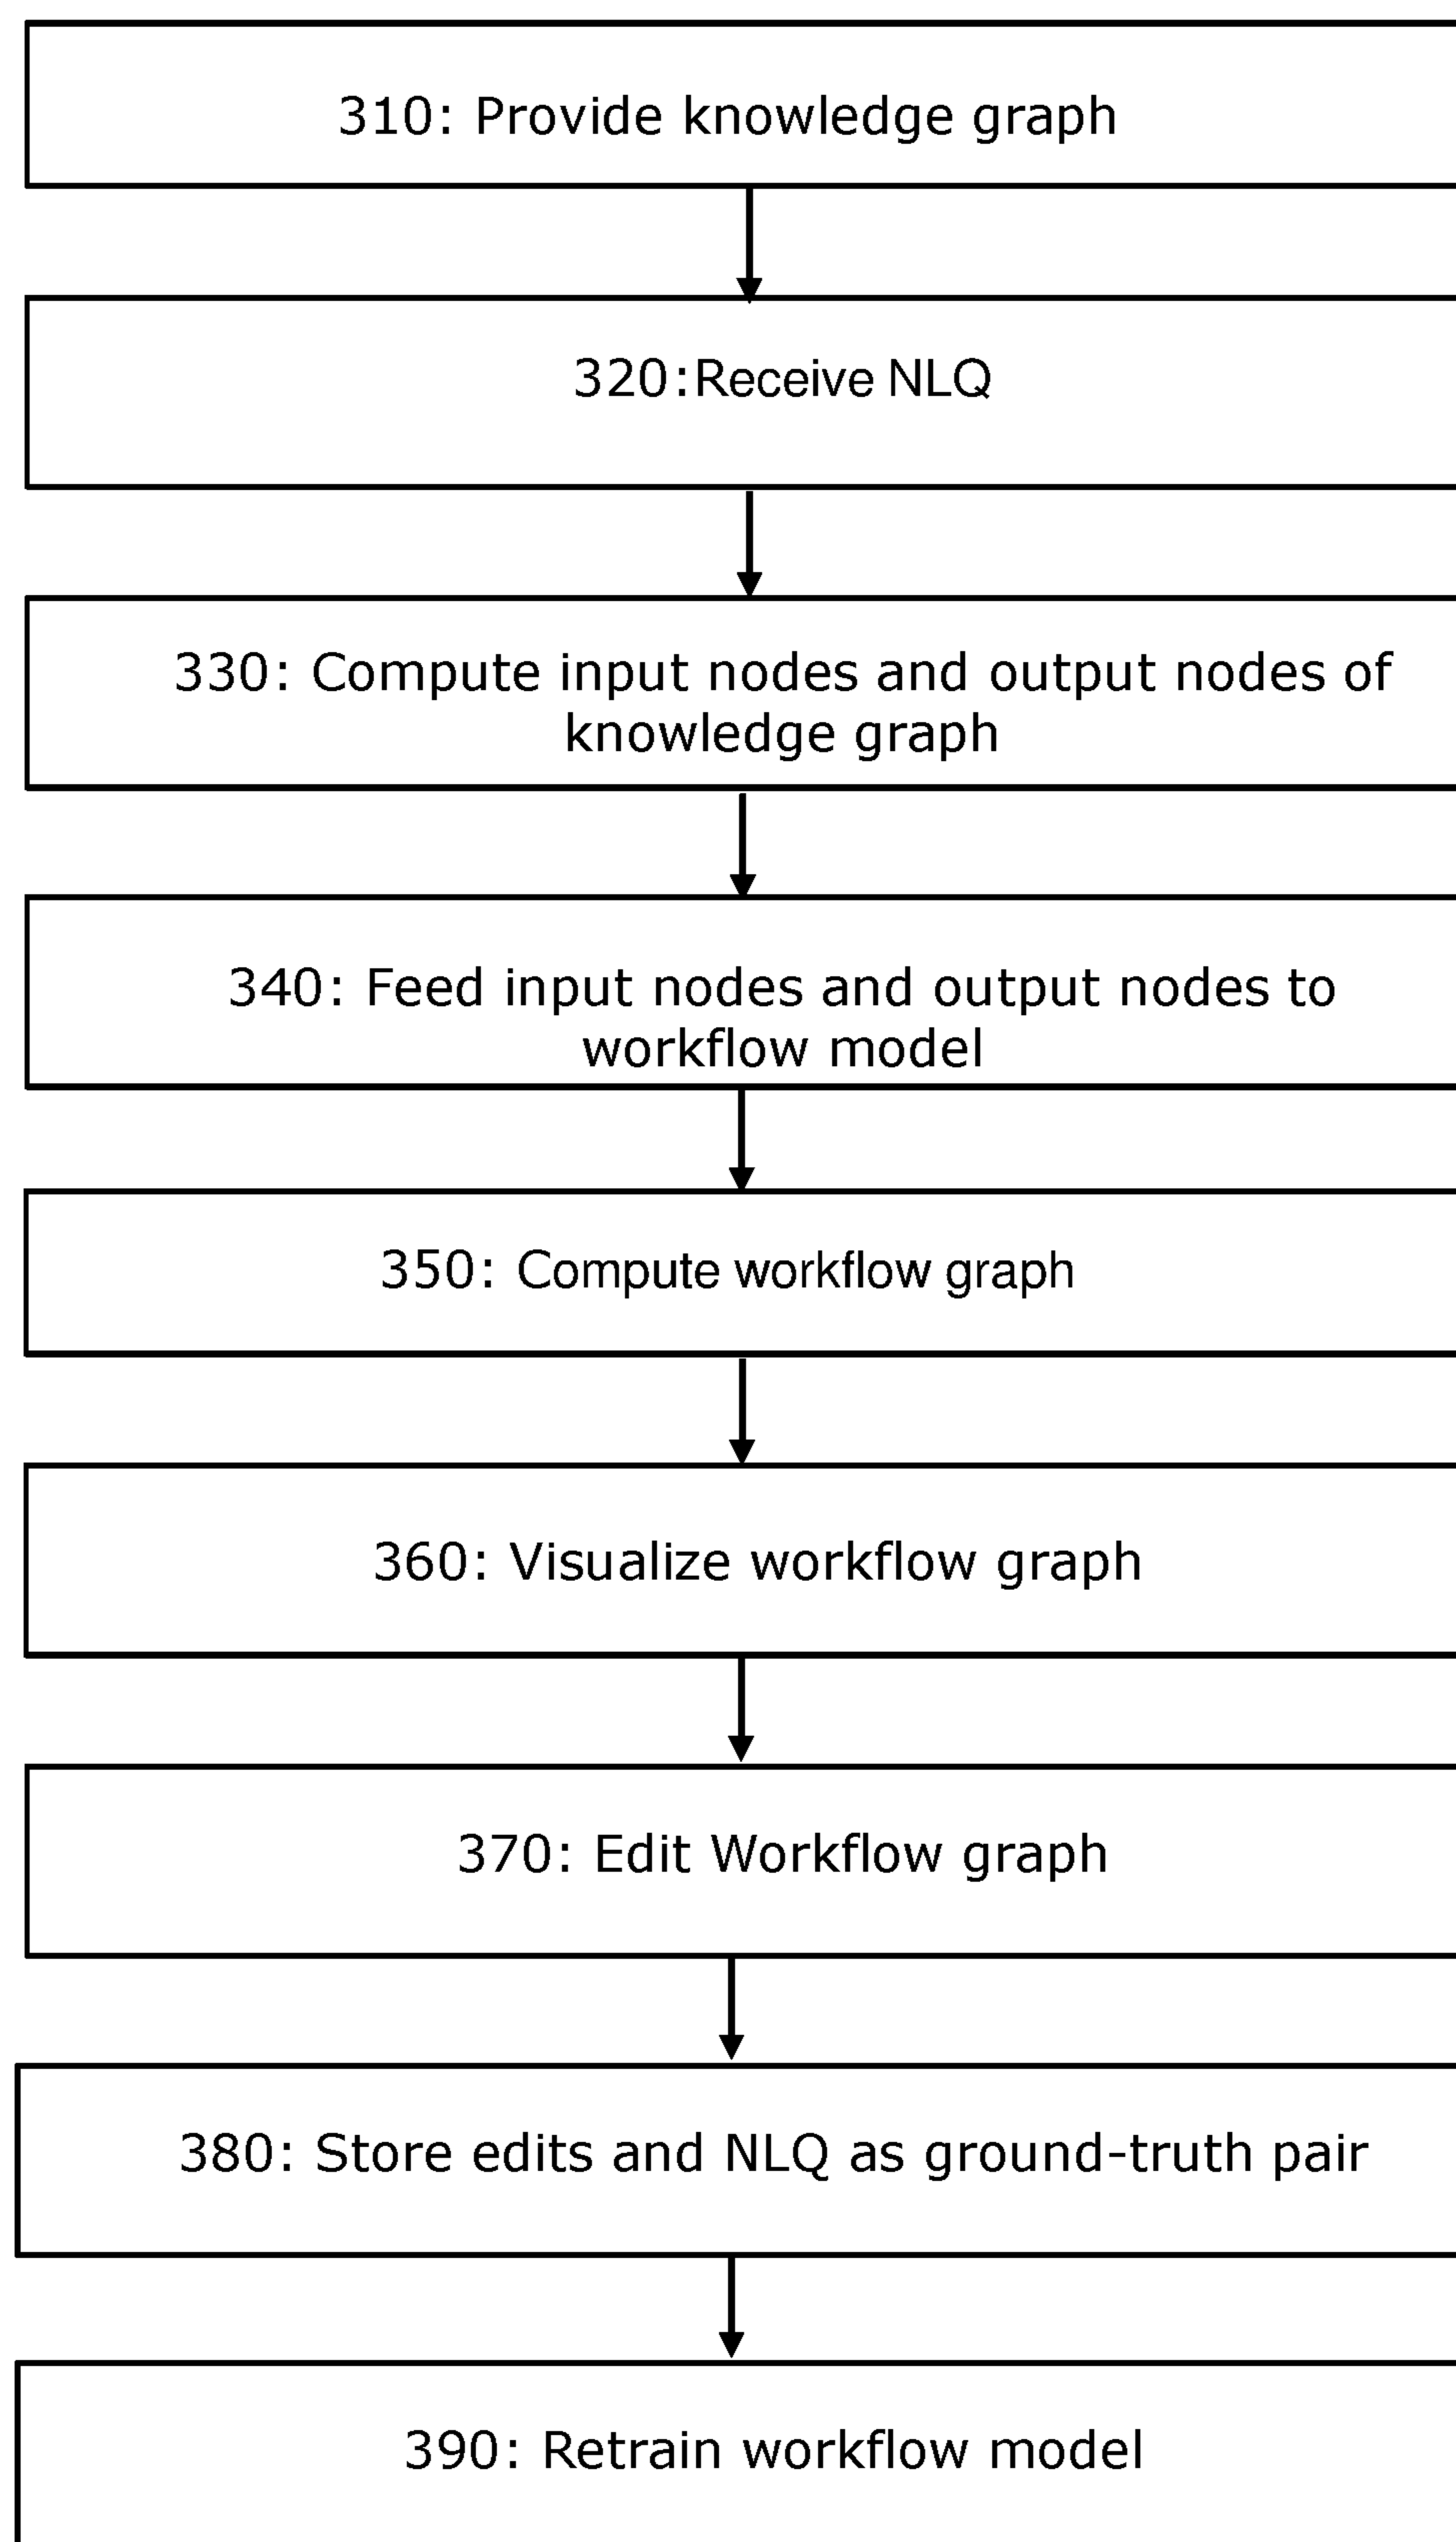 310: Provide knowledge graph
320:Receive NLQ
330: Compute input nodes and output nodes of
knowledge graph
340: Feed input nodes and output nodes to
workflow model
350: Compute workflow graph
360: Visualize workflow graph
370: Edit Workflow graph
380: Store edits and NLQ as ground-truth pair
390: Retrain workflow model